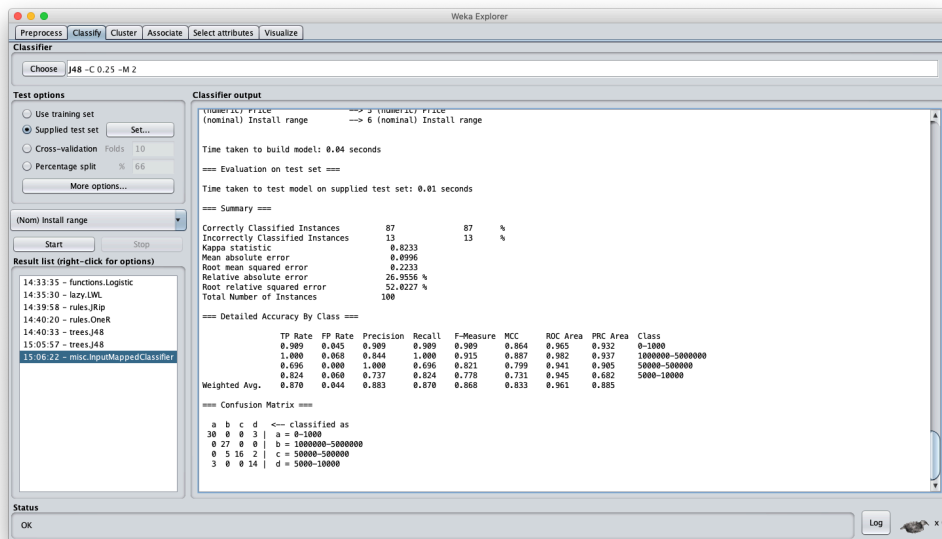 Weka Explorer
Preprocess Classify Cluster Associate Select attributes Visualize
Classifier
Choose J48 -C 0.25 -M 2
Test options
Use training set
Supplied test set Set...
Cross-validation Folds 10
Percentage split % 66
More options...
(Nom) Install range
Start Stop
Result list (right-click for options)
14:33:35 - functions.Logistic
14:35:30 - lazy.LWL
14:39:58 - rules.JRip
14:40:20 - rules.OneR
14:40:33 - trees.J48
15:05:57 - trees.J48
15:06:22 - misc.InputMappedClassifier
Classifier output
(numeric) Price --> 5 (numeric) Price
(nominal) Install range --> 6 (nominal) Install range
Time taken to build model: 0.04 seconds
=== Evaluation on test set ===
Time taken to test model on supplied test set: 0.01 seconds
=== Summary ===
Correctly Classified Instances 87 87 %
Incorrectly Classified Instances 13 13 %
Kappa statistic 0.8233
Mean absolute error 0.0996
Root mean squared error 0.2233
Relative absolute error 26.9556 %
Root relative squared error 52.0227 %
Total Number of Instances 100
=== Detailed Accuracy By Class ===
TP Rate FP Rate Precision Recall F-Measure MCC ROC Area PRC Area Class
0.909 0.045 0.909 0.909 0.909 0.864 0.965 0.932 0-1000
1.000 0.068 0.844 1.000 0.915 0.887 0.982 0.937 1000000-5000000
0.696 0.000 1.000 0.696 0.821 0.799 0.941 0.905 50000-500000
0.824 0.060 0.737 0.824 0.778 0.731 0.945 0.682 5000-10000
Weighted Avg. 0.870 0.044 0.883 0.870 0.868 0.833 0.961 0.885
=== Confusion Matrix ===
a b c d <-- classified as
30 0 0 3 | a = 0-1000
0 27 0 0 | b = 1000000-5000000
0 5 16 2 | c = 50000-500000
3 0 0 14 | d = 5000-10000
Status
OK
Log
x